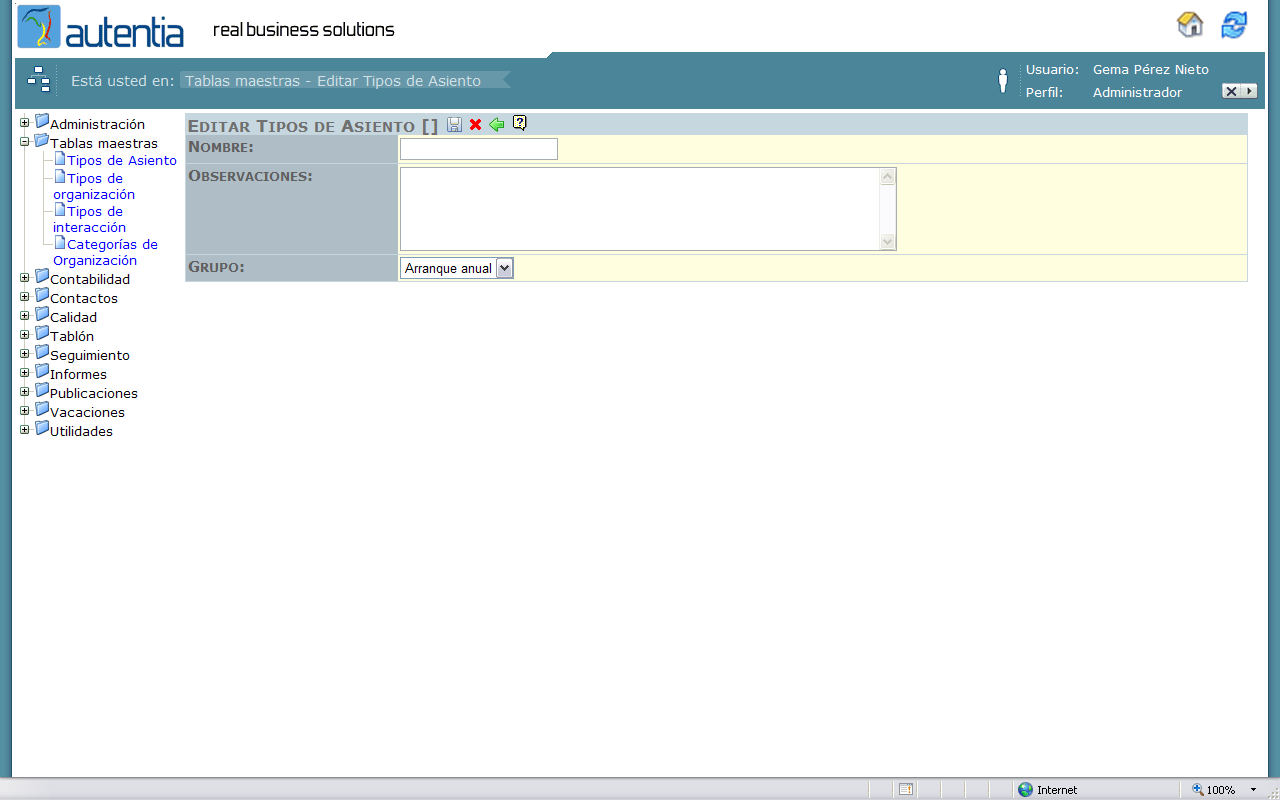 autentia real business solutions
Está usted en: Tablas maestras - Editar Tipos de Asiento
Usuario: Gema Pérez Nieto
Perfil: Administrador
Administración
Tablas maestras
Tipos de Asiento
Tipos de
organización
Tipos de
interacción
Categorías de
Organización
Contabilidad
Contactos
Calidad
Tablón
Seguimiento
Informes
Publicaciones
Vacaciones
Utilidades
Editar Tipos de Asiento []
Nombre:
Observaciones:
Grupo: Arranque anual
Internet 100%